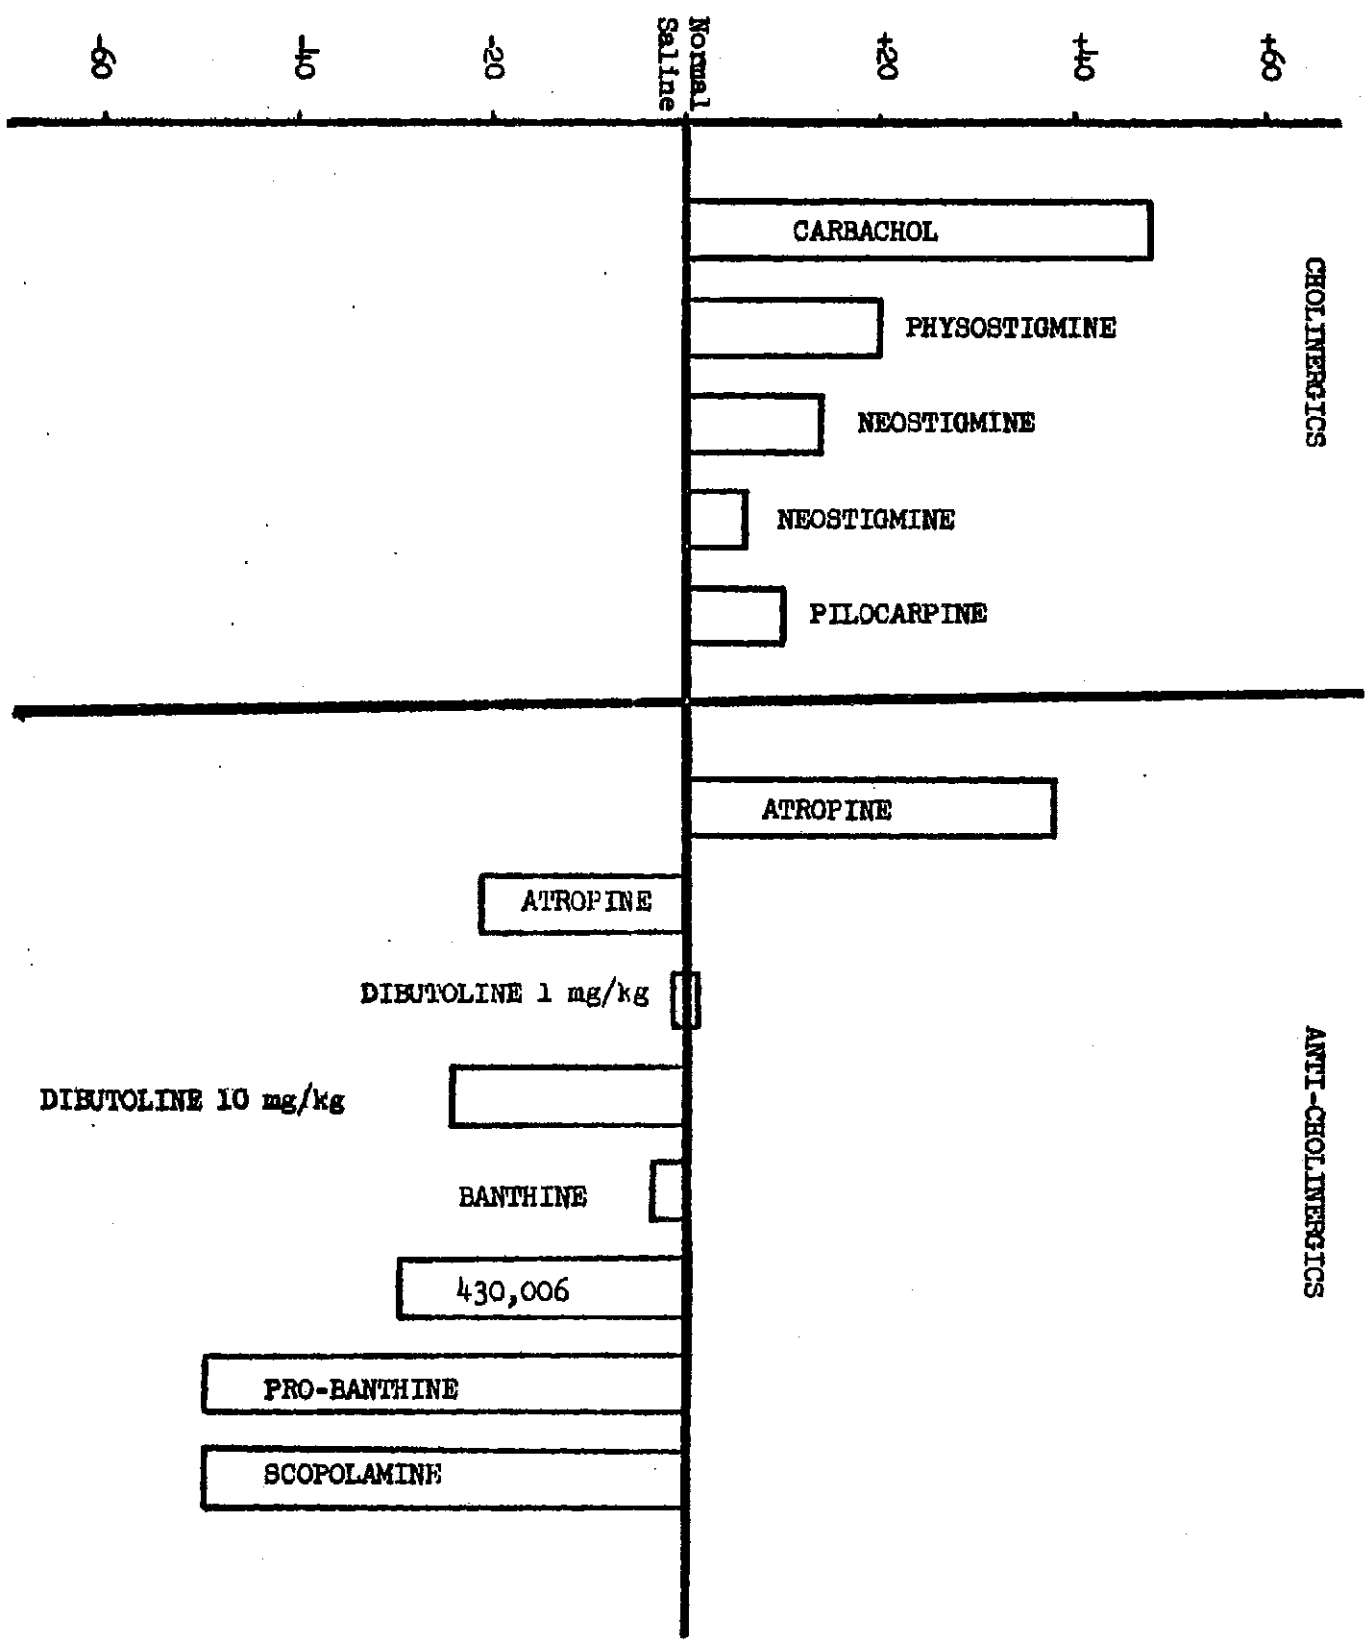 -60
-40
-20
Normal
Saline
+20
+40
+60
CHOLINERGICS
CARBACHOL
PHYSOSTIGMINE
NEOSTIGMINE
NEOSTIGMINE
PILOCARPINE
ANTI-CHOLINERGICS
ATROPINE
ATROPINE
DIBUTOLINE 1 mg/kg
DIBUTOLINE 10 mg/kg
BANTHINE
430,006
PRO-BANTHINE
SCOPOLAMINE